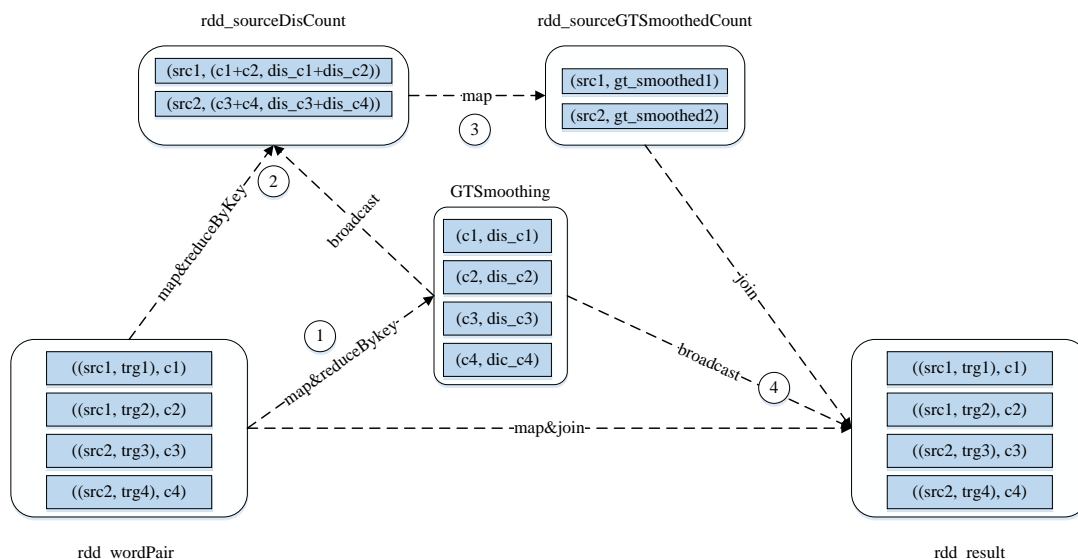 rdd_sourceDisCount
rdd_sourceGTSmoothedCount
(src1, (c1+c2, dis_c1+dis_c2))
(src2, (c3+c4, dis_c3+dis_c4))
map
3
(src1, gt_smoothed1)
(src2, gt_smoothed2)
2
map&reduceByKey
broadcast
GTSmoothing
(c1, dis_c1)
(c2, dis_c2)
(c3, dis_c3)
(c4, dic_c4)
join
1
map&reduceBykey
broadcast
4
map&join
((src1, trg1), c1)
((src1, trg2), c2)
((src2, trg3), c3)
((src2, trg4), c4)
rdd_wordPair
((src1, trg1), c1)
((src1, trg2), c2)
((src2, trg3), c3)
((src2, trg4), c4)
rdd_result